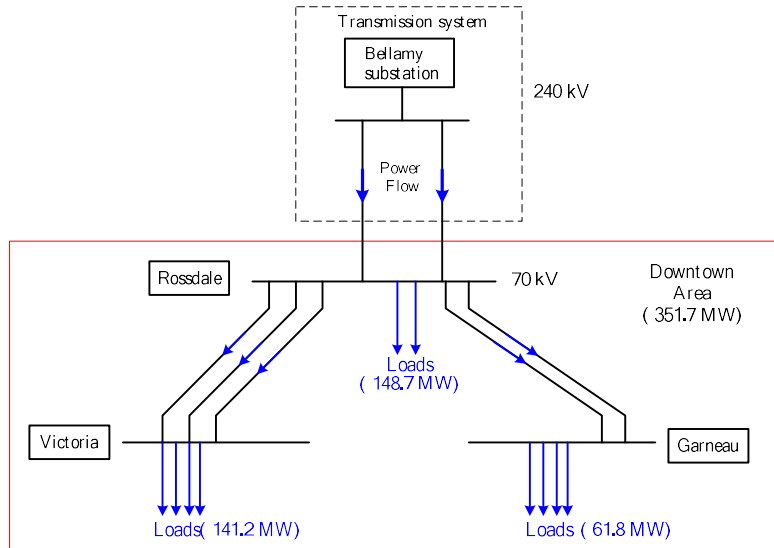 Transmission system
Bellamy
substation
240 kV
Power
Flow
Rossdale
70 kV
Downtown
Area
( 351.7 MW)
Loads
( 148.7 MW)
Victoria
Garneau
Loads( 141.2 MW)
Loads ( 61.8 MW)